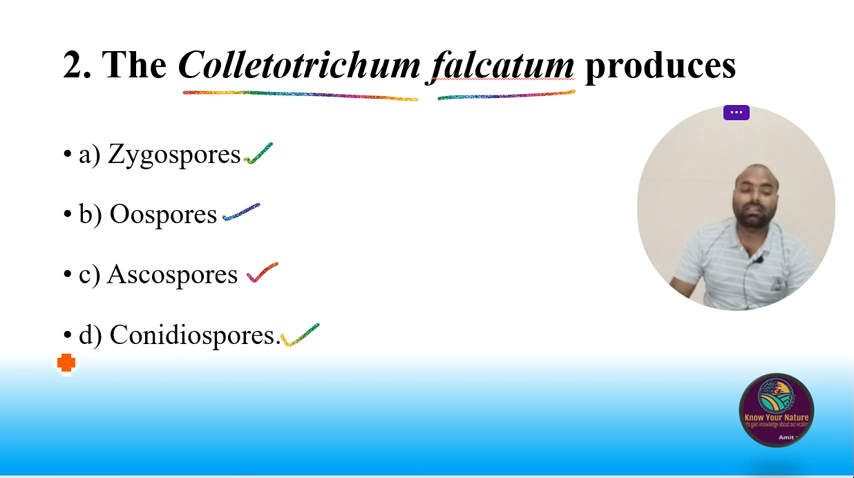 2. The Colletotrichum falcatum produces
• a) Zygospores
• b) Oospores
• c) Ascospores
• d) Conidiospores.
Know Your Nature
Amit